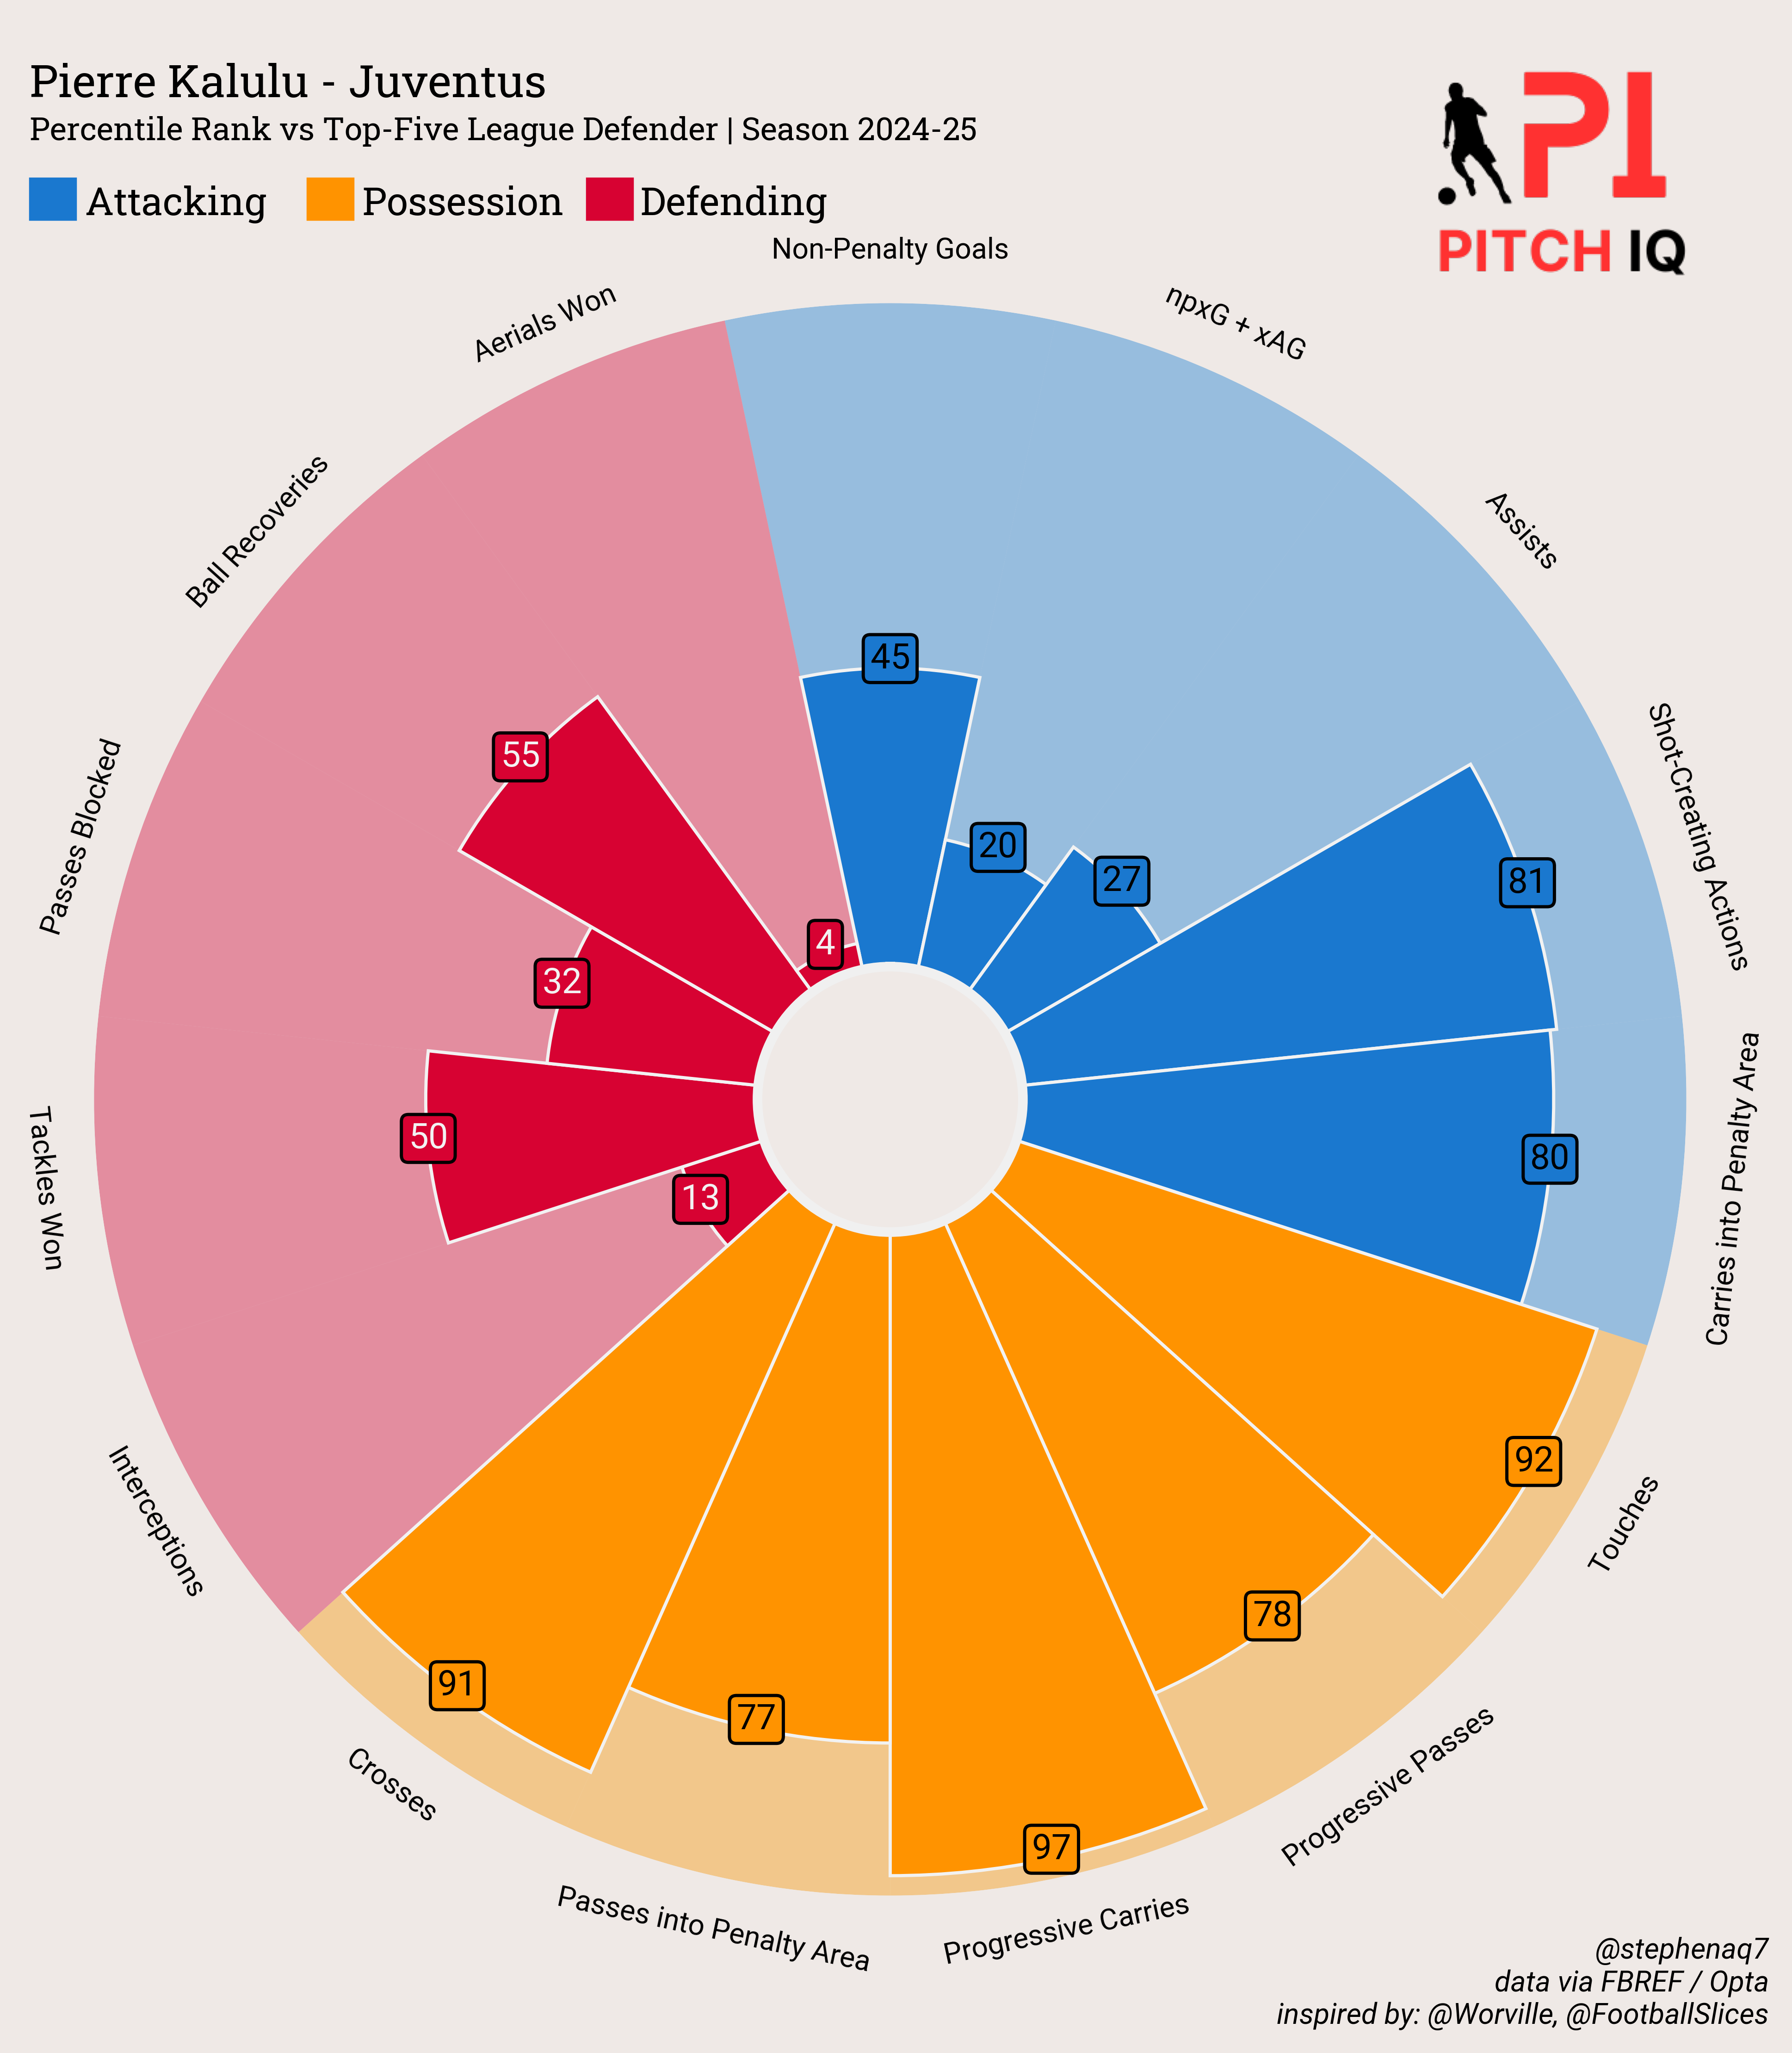 Pierre Kalulu - Juventus
Percentile Rank vs Top-Five League Defender | Season 2024-25
Attacking
Possession
Defending
PI
PITCH IQ
Non-Penalty Goals
45
npxG + xAG
20
Assists
27
Shot-Creating Actions
81
Carries into Penalty Area
80
Touches
92
Progressive Passes
78
Progressive Carries
97
Passes into Penalty Area
77
Crosses
91
Interceptions
13
Tackles Won
50
Passes Blocked
32
Ball Recoveries
55
Aerials Won
4
@stephenaq7
data via FBREF / Opta
inspired by: @Worville, @FootballSlices